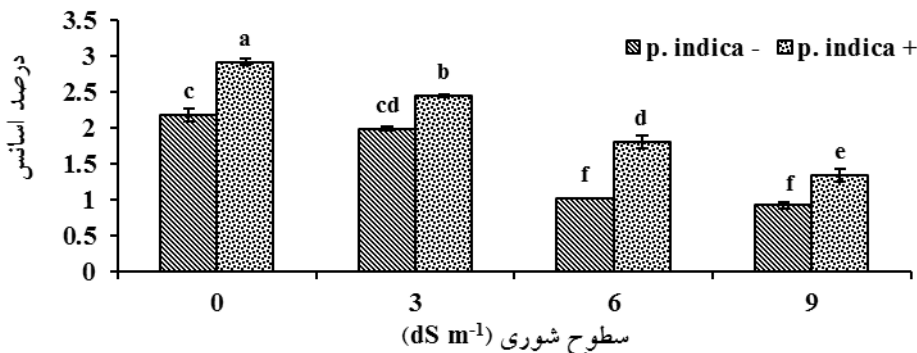 3.5
3
2.5
2
1.5
1
0.5
0
درصد اسانس
p. indica - p. indica +
c a
cd b
f d
f e
0 3 6 9
سطوح شوری (dS m⁻¹)